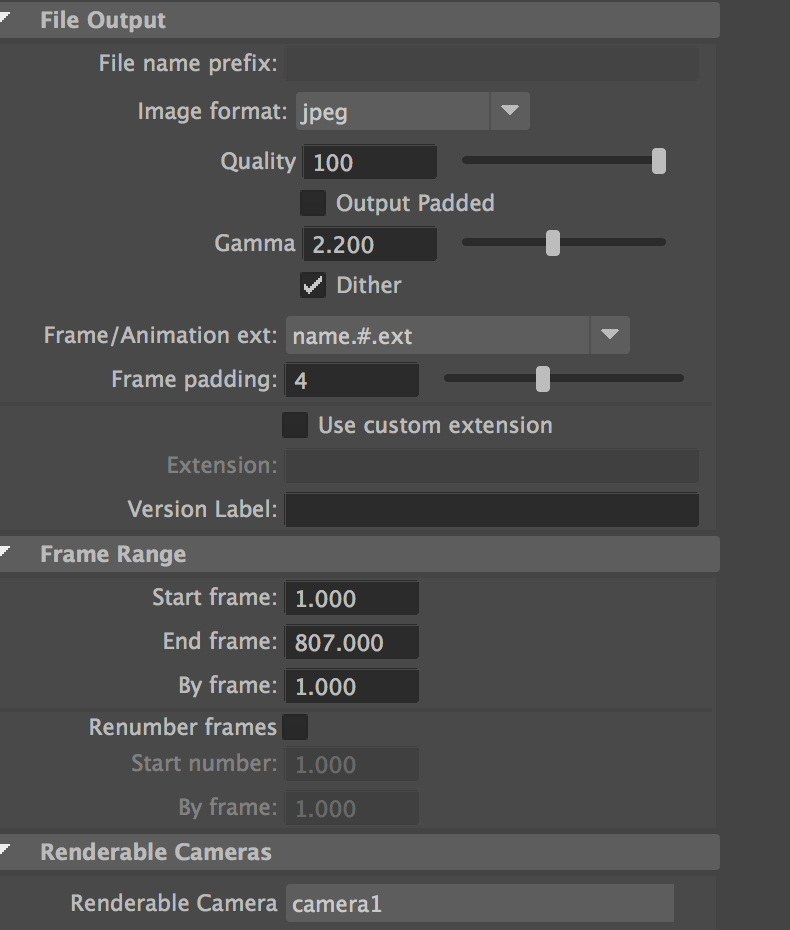 File Output
File name prefix:
Image format: jpeg
Quality 100
Output Padded
Gamma 2.200
Dither
Frame/Animation ext: name.#.ext
Frame padding: 4
Use custom extension
Extension:
Version Label:
Frame Range
Start frame: 1.000
End frame: 807.000
By frame: 1.000
Renumber frames
Start number: 1.000
By frame: 1.000
Renderable Cameras
Renderable Camera camera1